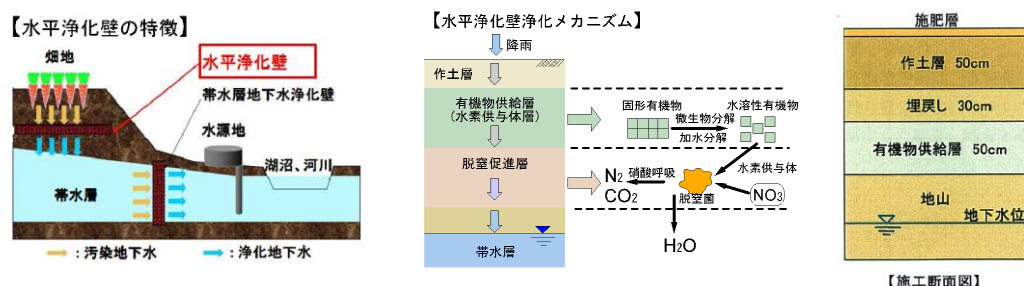 【水平浄化壁の特徴】
畑地
水平浄化壁
帯水層地下水浄化壁
水源地
湖沼、河川
帯水層
：汚染地下水
：浄化地下水
【水平浄化壁浄化メカニズム】
降雨
作土層
有機物供給層
(水素供与体層)
脱窒促進層
帯水層
固形有機物
微生物分解
加水分解
水溶性有機物
水素供与体
N2
CO2
硝酸呼吸
脱窒菌
NO3
H2O
施肥層
作土層 50cm
埋戻し 30cm
有機物供給層 50cm
地山
地下水位
【施工断面図】